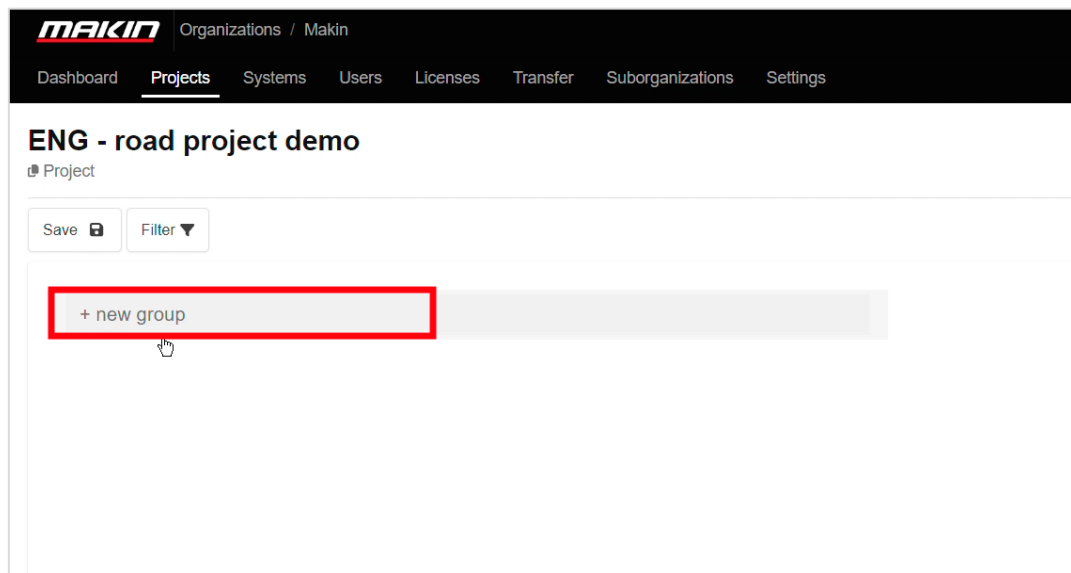 MAKIN Organizations / Makin
Dashboard Projects Systems Users Licenses Transfer Suborganizations Settings
ENG - road project demo
Project
Save Filter
+ new group